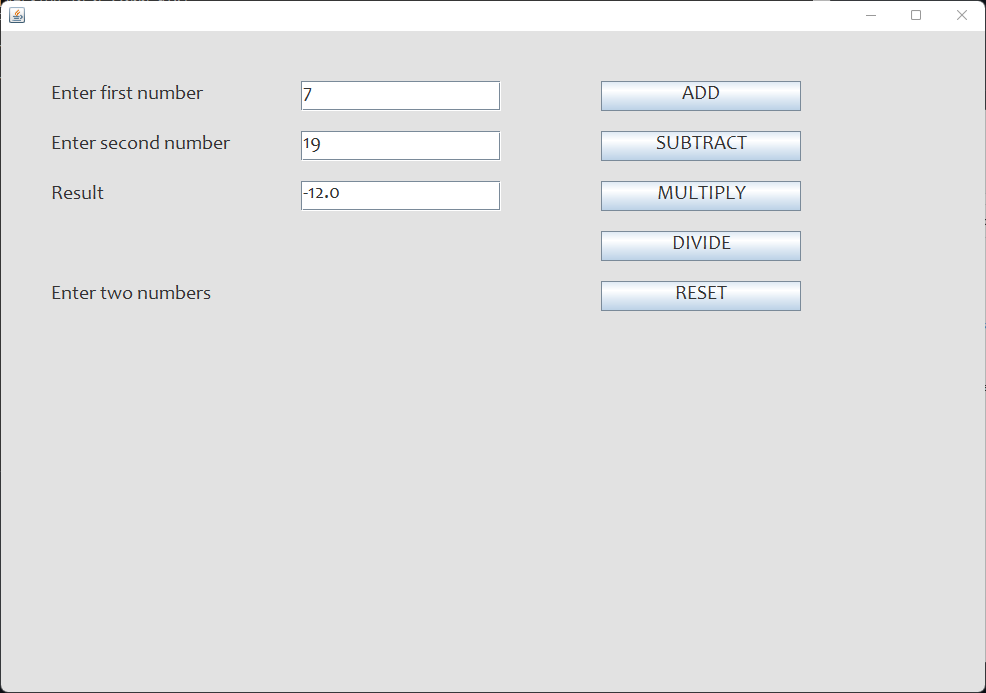 Enter first number 7 ADD
Enter second number 19 SUBTRACT
Result -12.0 MULTIPLY
DIVIDE
Enter two numbers RESET